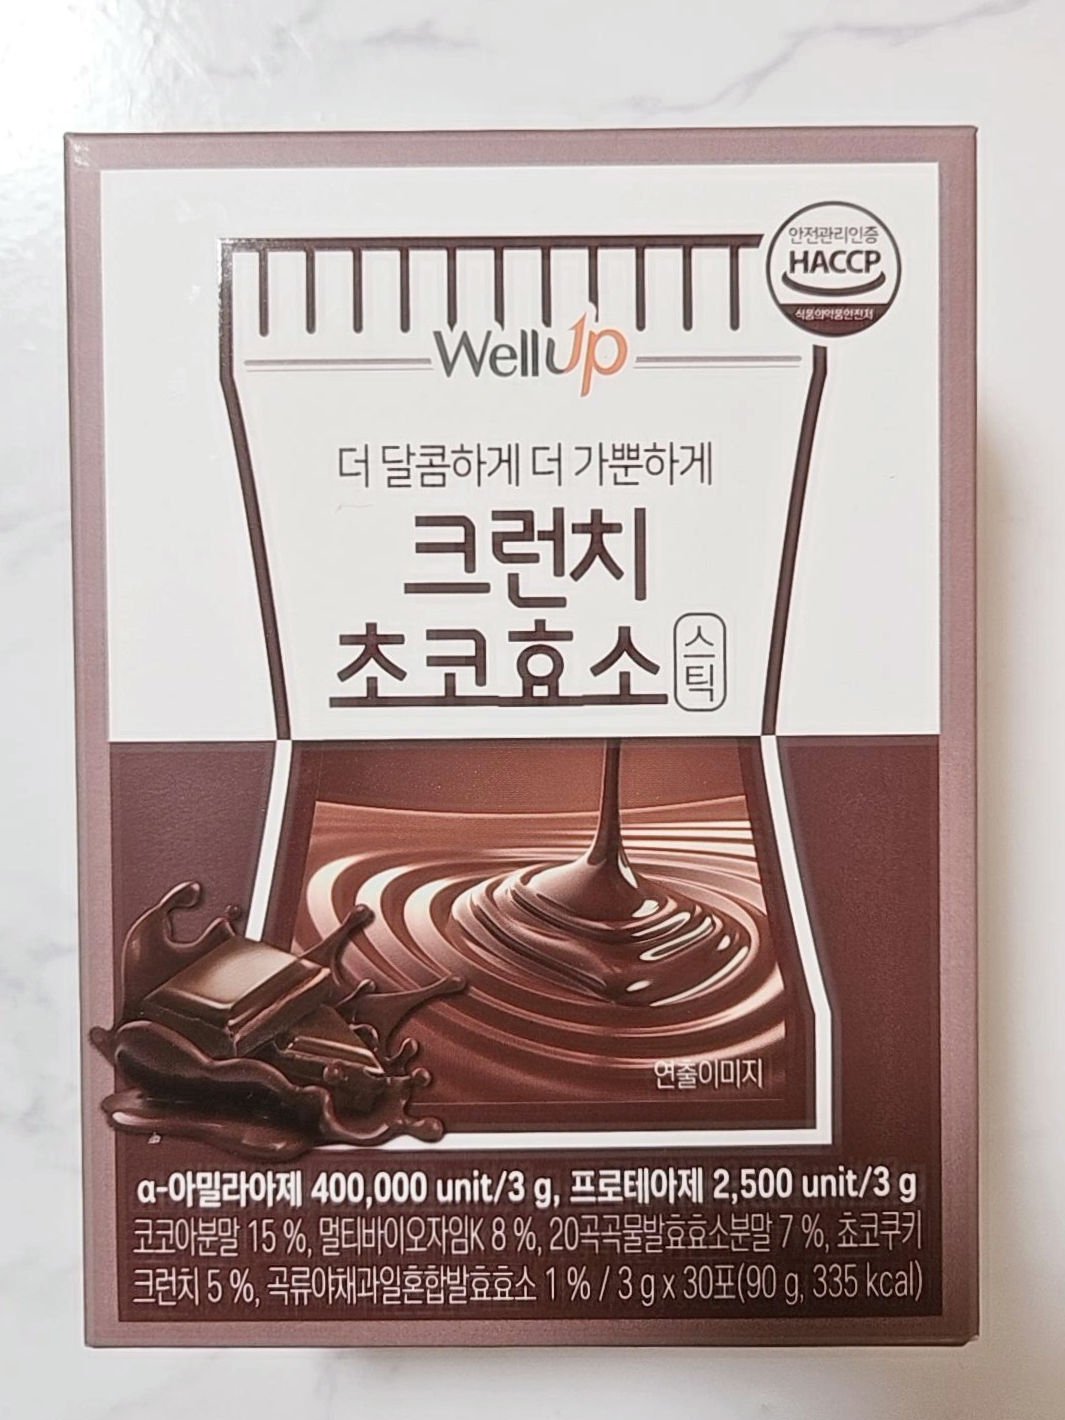 안전관리인증
HACCP
식품의약품안전처
WellUp
더 달콤하게 더 가뿐하게
크런치
초코효소 스틱
연출이미지
α-아밀라아제 400,000 unit/3 g, 프로테아제 2,500 unit/3 g
코코아분말 15 %, 멀티바이오자임K 8 %, 20곡곡물발효효소분말 7 %, 쵸코쿠키
크런치 5 %, 곡류야채과일혼합발효효소 1 % / 3 g x 30포(90 g, 335 kcal)